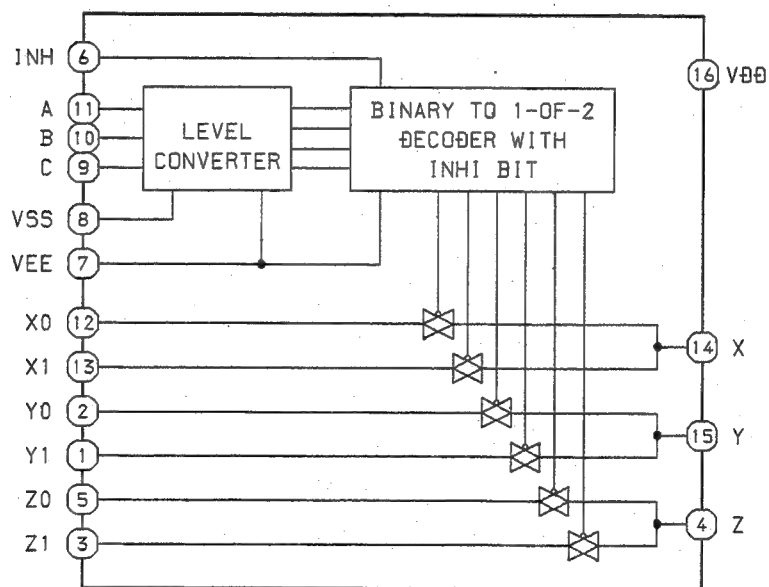 INH 6
16 VDD
A 11
B 10
C 9
LEVEL
CONVERTER
BINARY TO 1-OF-2
DECODER WITH
INHI BIT
VSS 8
VEE 7
X0 12
X1 13
14 X
Y0 2
Y1 1
15 Y
Z0 5
Z1 3
4 Z